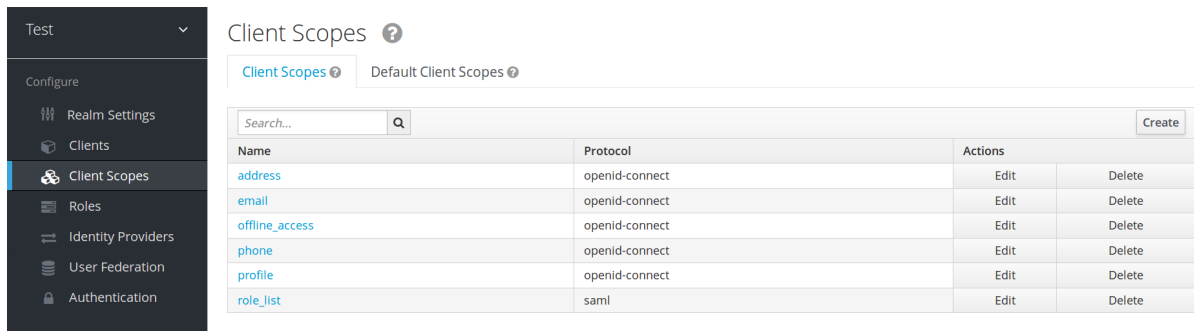 Test
Configure
Realm Settings
Clients
Client Scopes
Roles
Identity Providers
User Federation
Authentication
Client Scopes
Client Scopes Default Client Scopes
Search... Create
Name Protocol Actions
address openid-connect Edit Delete
email openid-connect Edit Delete
offline_access openid-connect Edit Delete
phone openid-connect Edit Delete
profile openid-connect Edit Delete
role_list saml Edit Delete